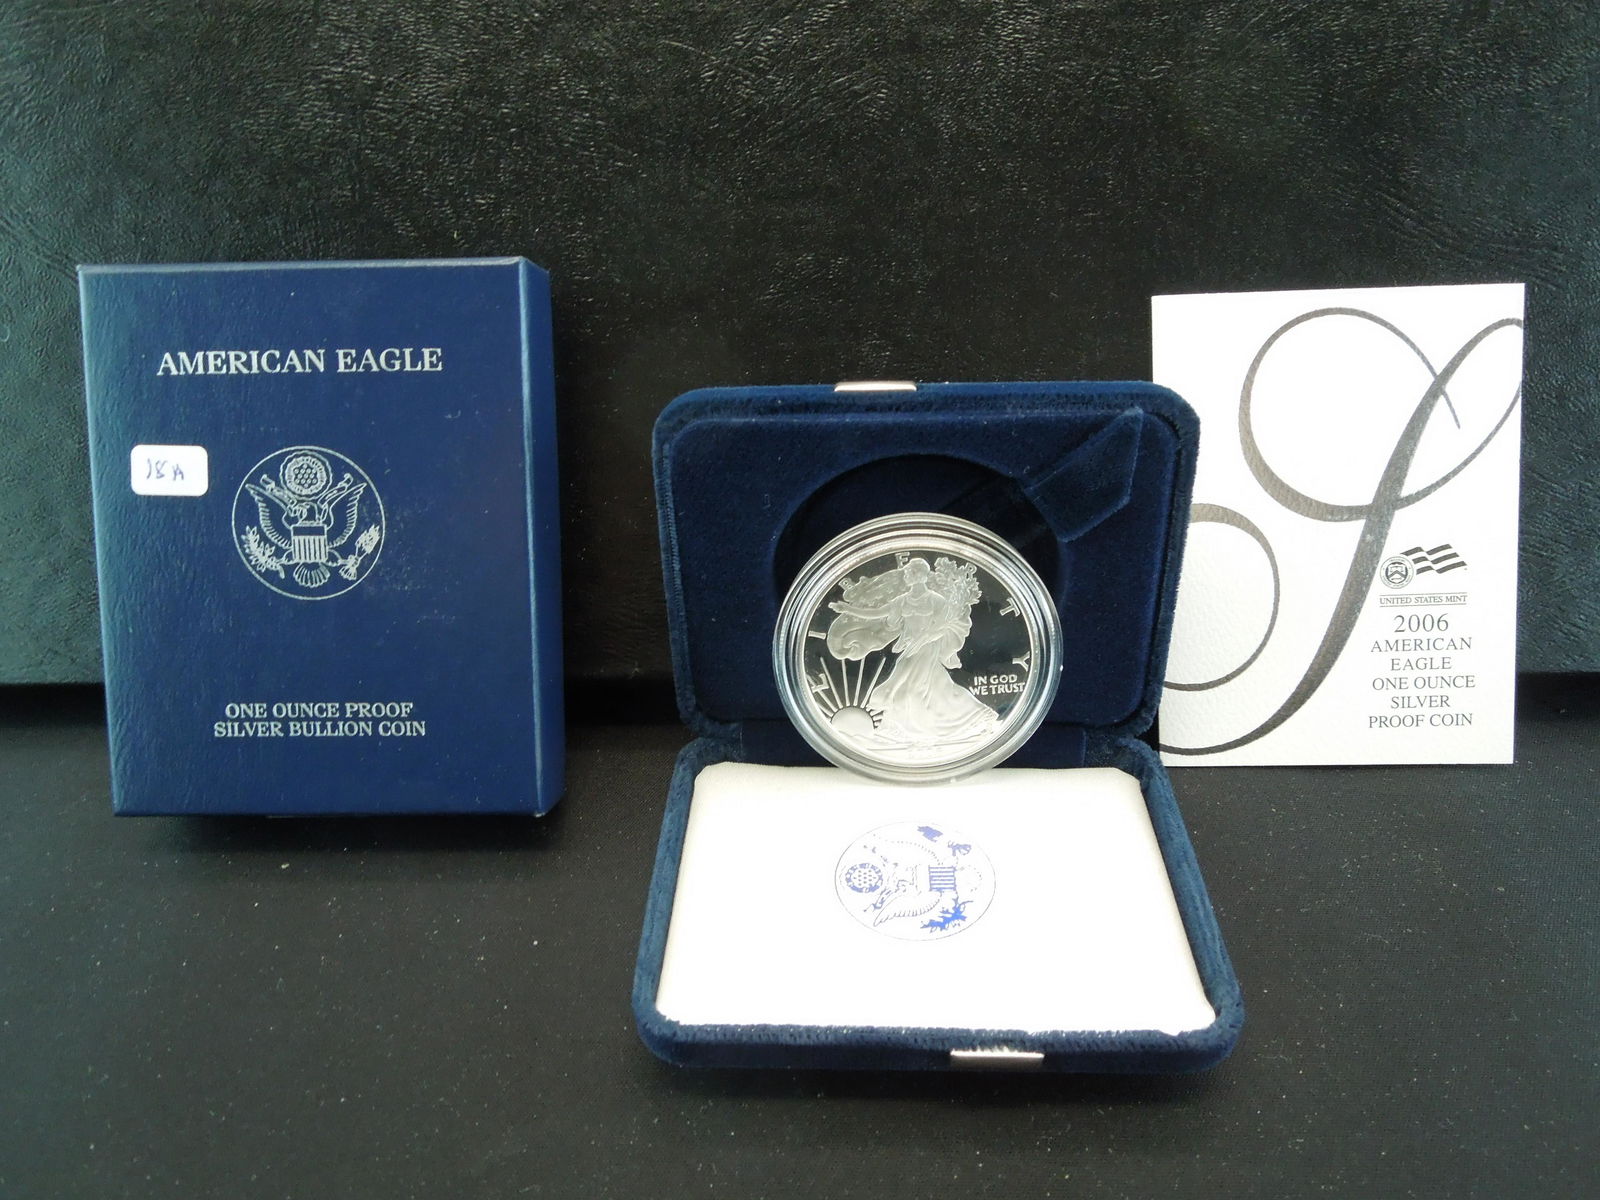 AMERICAN EAGLE
18A
ONE OUNCE PROOF
SILVER BULLION COIN
LIBERTY
IN GOD
WE TRUST
UNITED STATES MINT
2006
AMERICAN
EAGLE
ONE OUNCE
SILVER
PROOF COIN